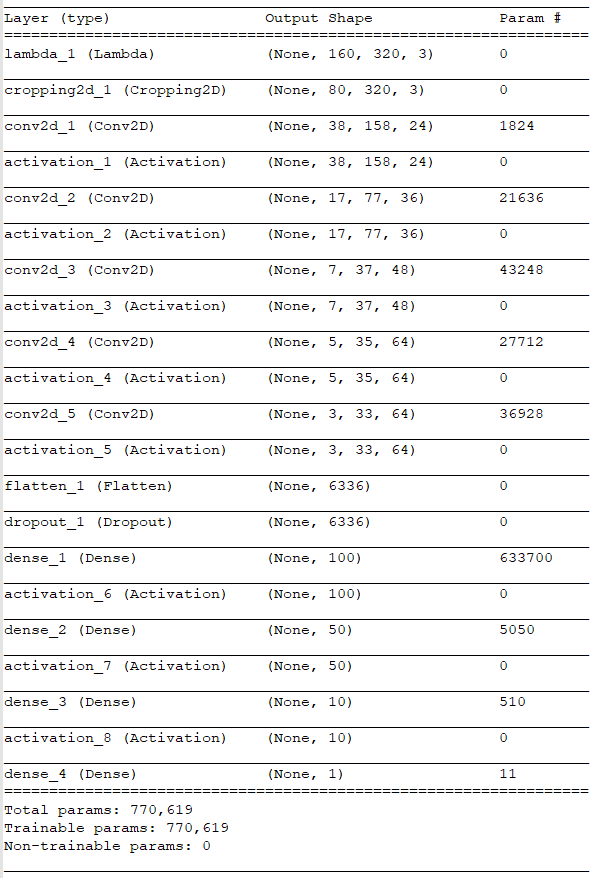 Layer (type) Output Shape Param #
=================================================================
lambda_1 (Lambda) (None, 160, 320, 3) 0
cropping2d_1 (Cropping2D) (None, 80, 320, 3) 0
conv2d_1 (Conv2D) (None, 38, 158, 24) 1824
activation_1 (Activation) (None, 38, 158, 24) 0
conv2d_2 (Conv2D) (None, 17, 77, 36) 21636
activation_2 (Activation) (None, 17, 77, 36) 0
conv2d_3 (Conv2D) (None, 7, 37, 48) 43248
activation_3 (Activation) (None, 7, 37, 48) 0
conv2d_4 (Conv2D) (None, 5, 35, 64) 27712
activation_4 (Activation) (None, 5, 35, 64) 0
conv2d_5 (Conv2D) (None, 3, 33, 64) 36928
activation_5 (Activation) (None, 3, 33, 64) 0
flatten_1 (Flatten) (None, 6336) 0
dropout_1 (Dropout) (None, 6336) 0
dense_1 (Dense) (None, 100) 633700
activation_6 (Activation) (None, 100) 0
dense_2 (Dense) (None, 50) 5050
activation_7 (Activation) (None, 50) 0
dense_3 (Dense) (None, 10) 510
activation_8 (Activation) (None, 10) 0
dense_4 (Dense) (None, 1) 11
=================================================================
Total params: 770,619
Trainable params: 770,619
Non-trainable params: 0